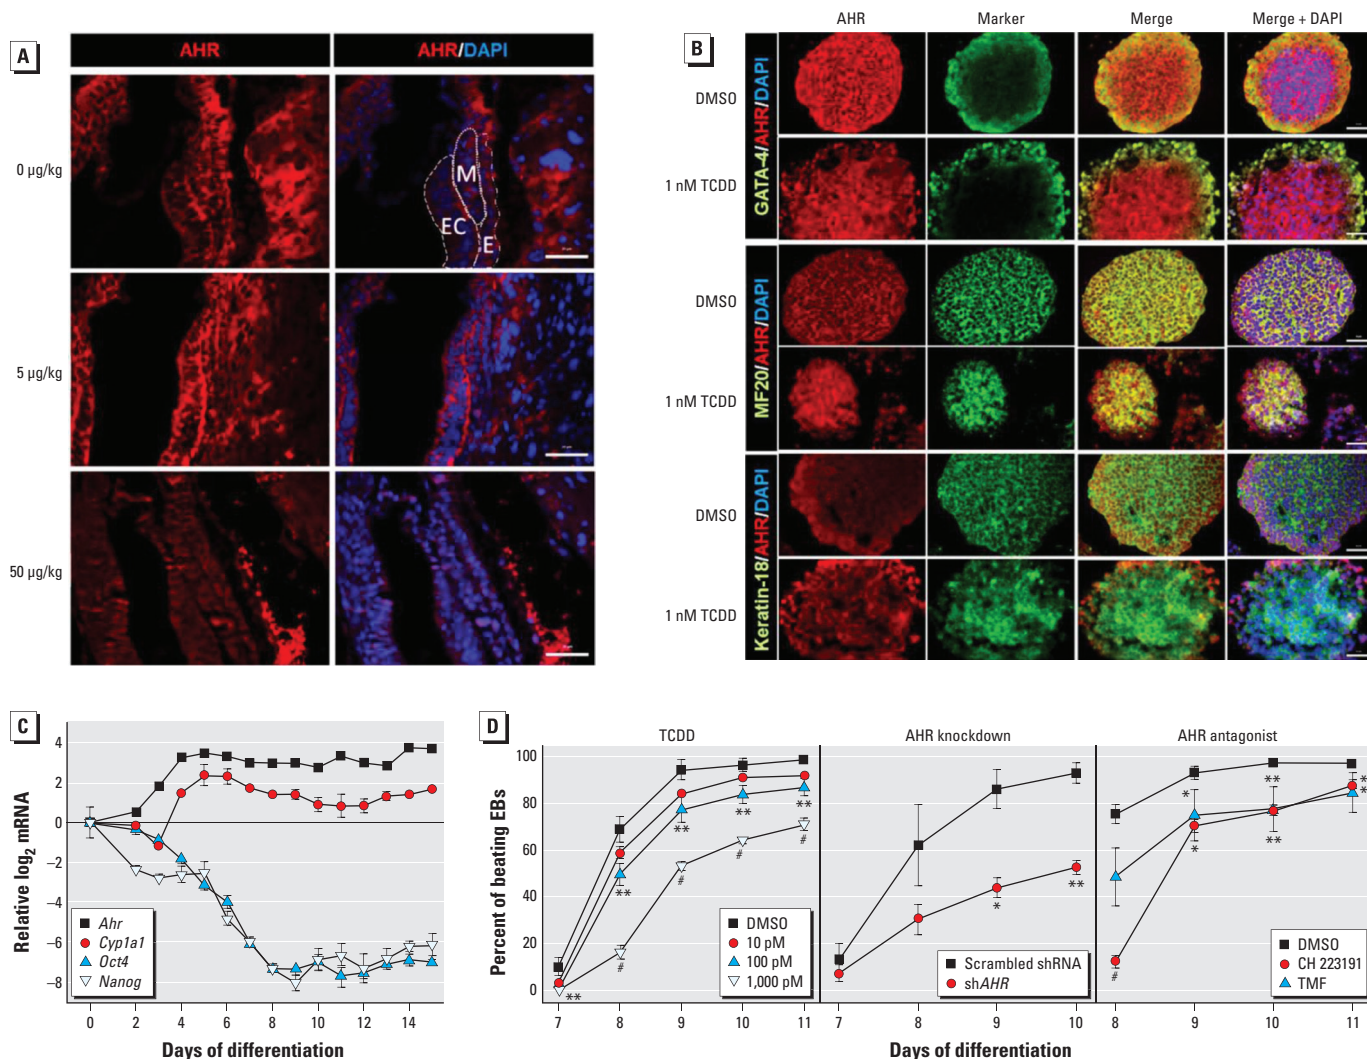 A
AHR
AHR/DAPI
0 µg/kg
M
EC
E
5 µg/kg
50 µg/kg
B
AHR
Marker
Merge
Merge + DAPI
GATA-4/AHR/DAPI
DMSO
1 nM TCDD
MF20/AHR/DAPI
DMSO
1 nM TCDD
Keratin-18/AHR/DAPI
DMSO
1 nM TCDD
C
Relative log2 mRNA
4
2
0
−2
−4
−6
−8
Ahr
Cyp1a1
Oct4
Nanog
0 2 4 6 8 10 12 14
Days of differentiation
D
TCDD
AHR knockdown
AHR antagonist
Percent of beating EBs
100
80
60
40
20
0
** ** ** ** **
# # # #
DMSO
10 pM
100 pM
1,000 pM
7 8 9 10 11
* **
Scrambled shRNA
shAHR
7 8 9 10
# * * ** ** * *
DMSO
CH 223191
TMF
8 9 10 11
Days of differentiation